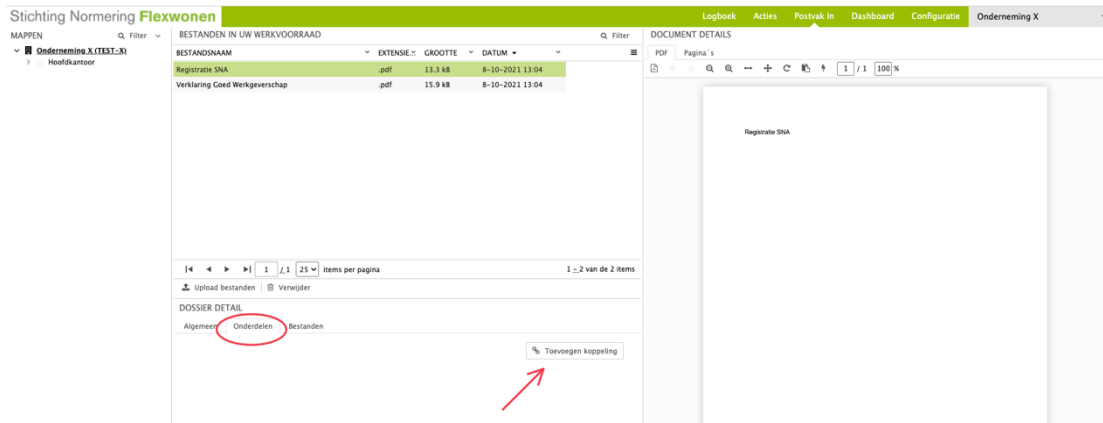 Stichting Normering Flexwonen
Logboek Acties Postvak In Dashboard Configuratie Onderneming X
MAPPEN Filter
Onderneming X (TEST-X)
Hoofdkantoor
BESTANDEN IN UW WERKVOORRAAD Filter
BESTANDSNAAM EXTENSIE... GROOTTE DATUM
Registratie SNA .pdf 13.3 kB 8-10-2021 13:04
Verklaring Goed Werkgeverschap .pdf 15.9 kB 8-10-2021 13:04
1 / 1 25 items per pagina 1 - 2 van de 2 items
Upload bestanden Verwijder
DOSSIER DETAIL
Algemeen Onderdelen Bestanden
Toevoegen koppeling
DOCUMENT DETAILS
PDF Pagina`s
1 / 1 100 %
Registratie SNA